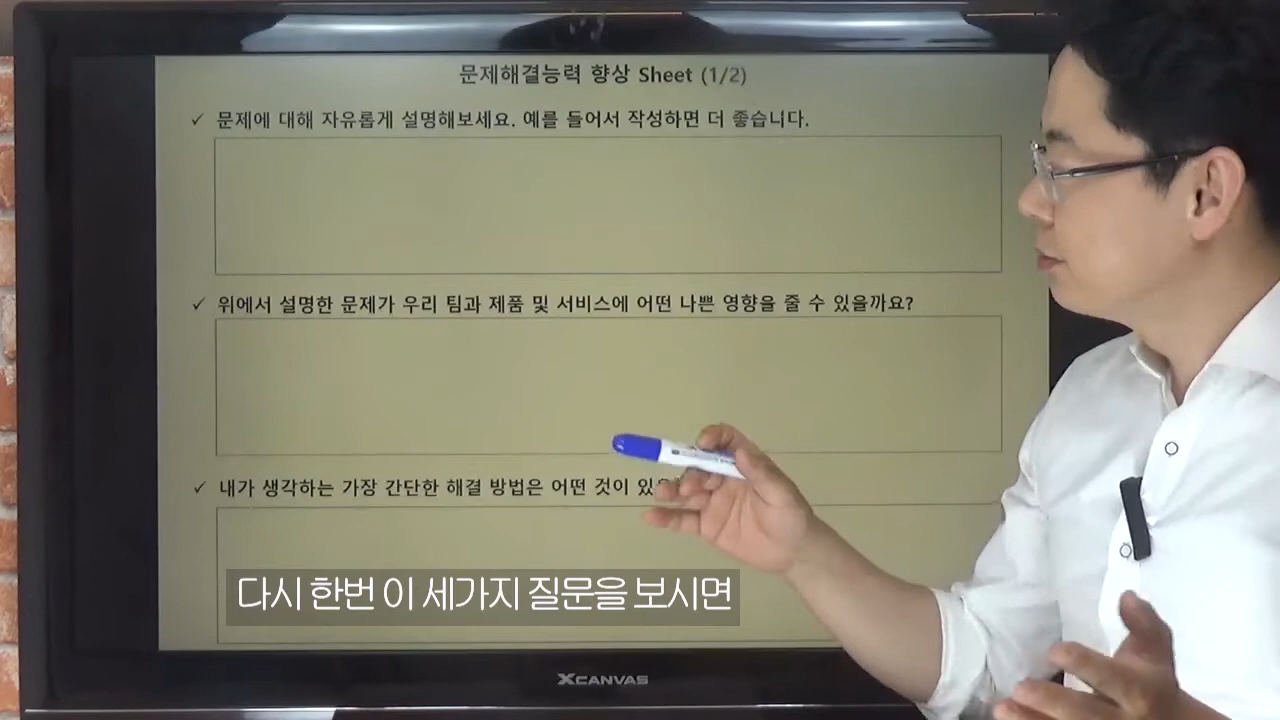 문제해결능력 향상 Sheet (1/2)
✓ 문제에 대해 자유롭게 설명해보세요. 예를 들어서 작성하면 더 좋습니다.
✓ 위에서 설명한 문제가 우리 팀과 제품 및 서비스에 어떤 나쁜 영향을 줄 수 있을까요?
✓ 내가 생각하는 가장 간단한 해결 방법은 어떤 것이
다시 한번 이 세가지 질문을 보시면
XCANVAS